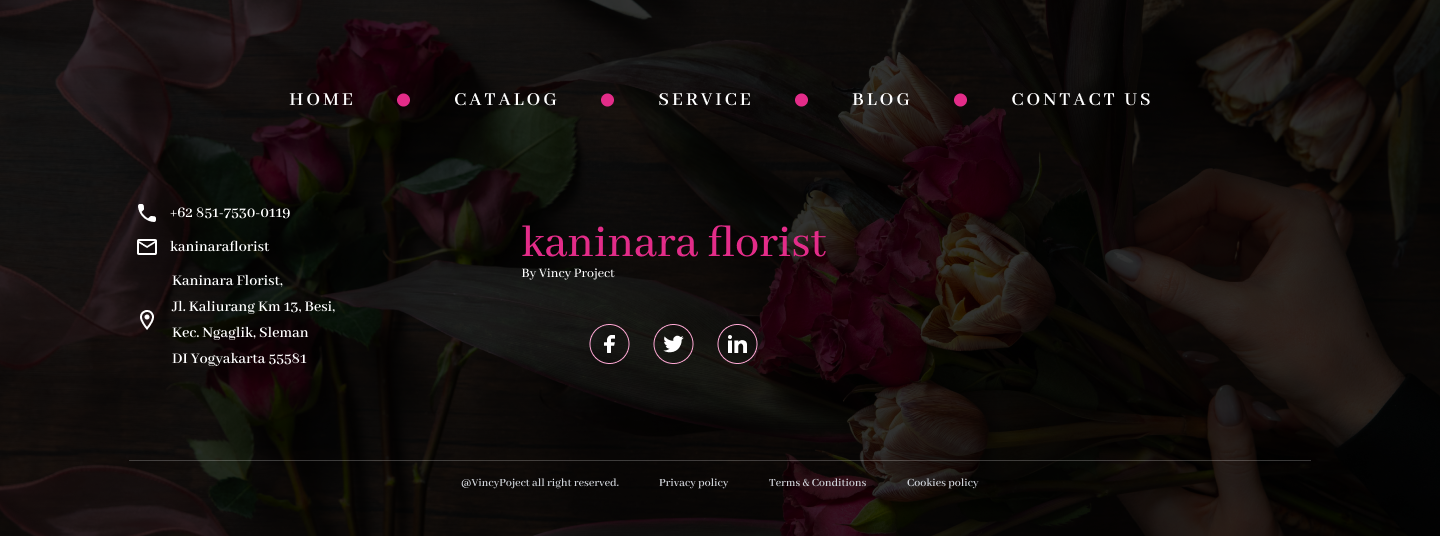 HOME CATALOG SERVICE BLOG CONTACT US
+62 851-7530-0119
kaninaraflorist
Kaninara Florist,
Jl. Kaliurang Km 13, Besi,
Kec. Ngaglik, Sleman
DI Yogyakarta 55581
kaninara florist
By Vincy Project
f in
@VincyPoject all right reserved. Privacy policy Terms & Conditions Cookies policy